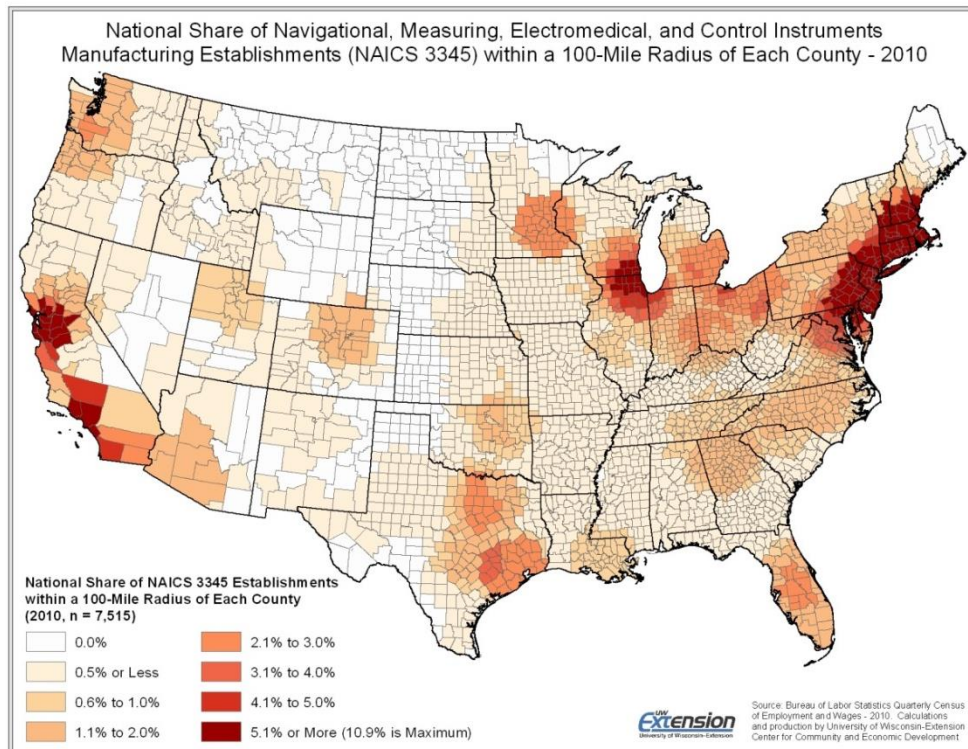 National Share of Navigational, Measuring, Electromedical, and Control Instruments
Manufacturing Establishments (NAICS 3345) within a 100-Mile Radius of Each County - 2010
National Share of NAICS 3345 Establishments
within a 100-Mile Radius of Each County
(2010, n = 7,515)
0.0%
0.5% or Less
0.6% to 1.0%
1.1% to 2.0%
2.1% to 3.0%
3.1% to 4.0%
4.1% to 5.0%
5.1% or More (10.9% is Maximum)
UW
Extension
University of Wisconsin-Extension
Source: Bureau of Labor Statistics Quarterly Census
of Employment and Wages - 2010. Calculations
and production by University of Wisconsin-Extension
Center for Community and Economic Development